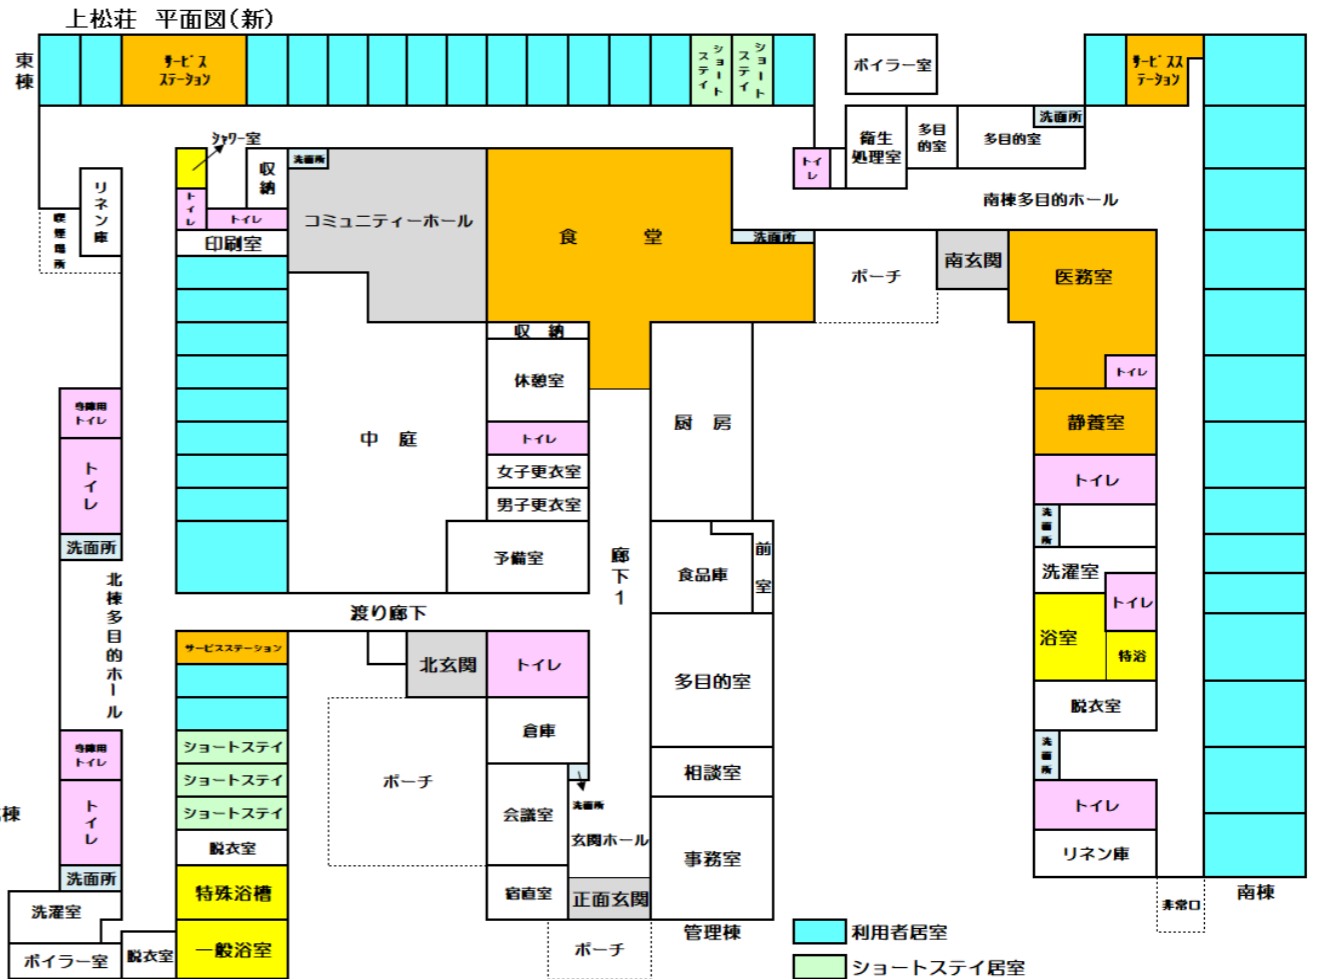 上松荘 平面図(新)
東棟
サービス
ステーション
ショートステイ
ショートステイ
ボイラー室
サービスス
テーション
シャワー室
収納
洗面所
トイレ
衛生
処理室
多目
的室
多目的室
洗面所
リネン庫
トイレ
トイレ
コミュニティーホール
食 堂
南棟多目的ホール
喫煙場所
印刷室
洗面所
ポーチ
南玄関
医務室
トイレ
収 納
休憩室
厨 房
中 庭
トイレ
女子更衣室
男子更衣室
静養室
トイレ
トイレ
トイレ
洗面所
洗面所
予備室
廊下1
食品庫
前室
洗濯室
トイレ
北棟多目的ホール
渡り廊下
サービスステーション
北玄関
トイレ
多目的室
浴室
特浴
脱衣室
倉庫
ショートステイ
ショートステイ
ショートステイ
トイレ
トイレ
ポーチ
洗面所
相談室
洗面所
会議室
玄関ホール
事務室
トイレ
棟
脱衣室
リネン庫
洗面所
特殊浴槽
宿直室
正面玄関
洗濯室
非常口
南棟
管理棟
ボイラー室
脱衣室
一般浴室
ポーチ
利用者居室
ショートステイ居室